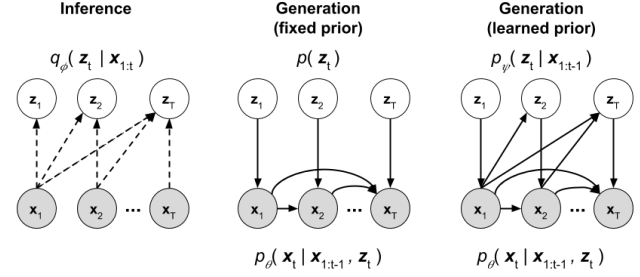 Inference
q_ϕ( z_t | x_1:t )
z_1 z_2 z_T
x_1 x_2 ... x_T
Generation
(fixed prior)
p( z_t )
z_1 z_2 z_T
x_1 x_2 ... x_T
p_θ( x_t | x_1:t-1 , z_t )
Generation
(learned prior)
p_ψ( z_t | x_1:t-1 )
z_1 z_2 z_T
x_1 x_2 ... x_T
p_θ( x_t | x_1:t-1 , z_t )